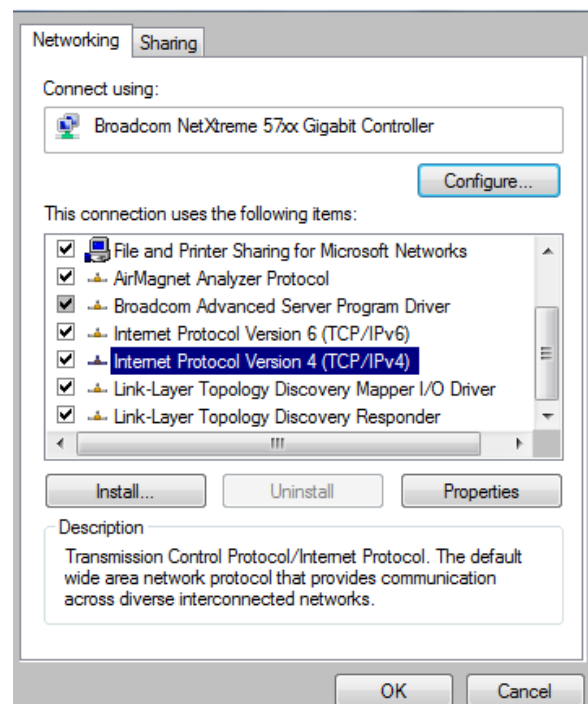 Networking
Sharing
Connect using:
Broadcom NetXtreme 57xx Gigabit Controller
Configure...
This connection uses the following items:
File and Printer Sharing for Microsoft Networks
AirMagnet Analyzer Protocol
Broadcom Advanced Server Program Driver
Internet Protocol Version 6 (TCP/IPv6)
Internet Protocol Version 4 (TCP/IPv4)
Link-Layer Topology Discovery Mapper I/O Driver
Link-Layer Topology Discovery Responder
Install...
Uninstall
Properties
Description
Transmission Control Protocol/Internet Protocol. The default
wide area network protocol that provides communication
across diverse interconnected networks.
OK
Cancel